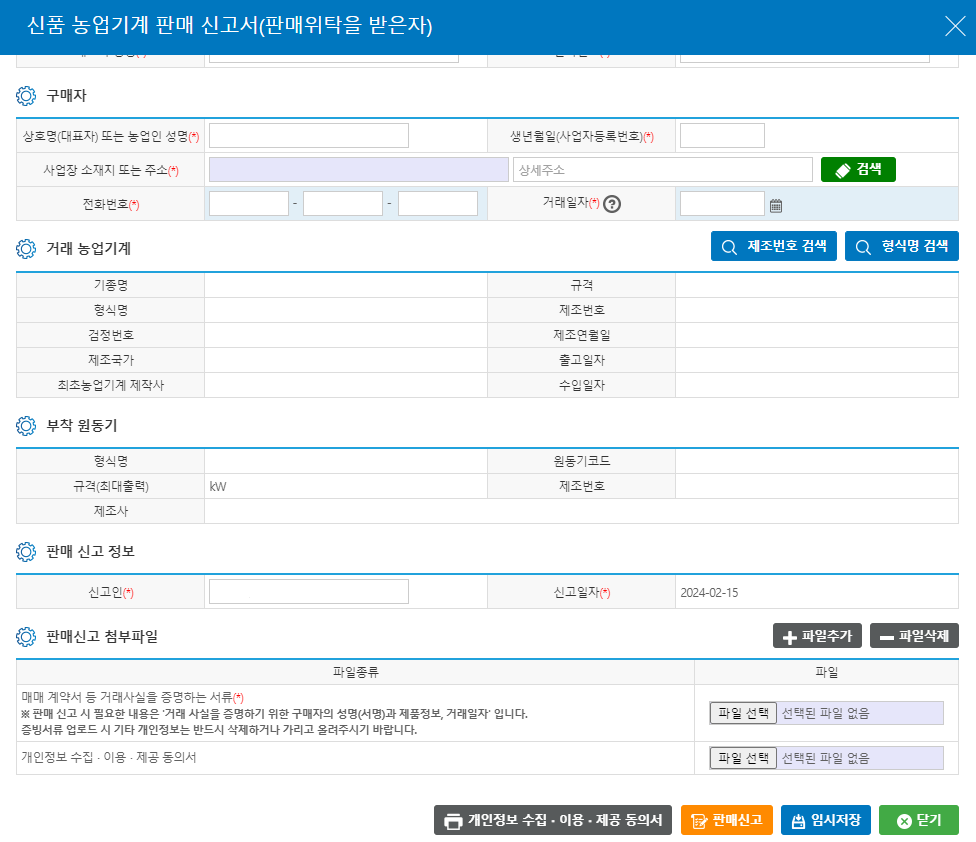 신품 농업기계 판매 신고서(판매위탁을 받은자)
구매자
상호명(대표자) 또는 농업인 성명(*) 생년월일(사업자등록번호)(*)
사업장 소재지 또는 주소(*) 상세주소 검색
전화번호(*) - - 거래일자(*)
거래 농업기계 제조번호 검색 형식명 검색
기종명 규격
형식명 제조번호
검정번호 제조연월일
제조국가 출고일자
최초농업기계 제작사 수입일자
부착 원동기
형식명 원동기코드
규격(최대출력) kW 제조번호
제조사
판매 신고 정보
신고인(*) 신고일자(*) 2024-02-15
판매신고 첨부파일 파일추가 파일삭제
파일종류 파일
매매 계약서 등 거래사실을 증명하는 서류(*)
※ 판매 신고 시 필요한 내용은 '거래 사실을 증명하기 위한 구매자의 성명(서명)과 제품정보, 거래일자' 입니다.
증빙서류 업로드 시 기타 개인정보는 반드시 삭제하거나 가리고 올려주시기 바랍니다.
파일 선택 선택된 파일 없음
개인정보 수집 · 이용 · 제공 동의서 파일 선택 선택된 파일 없음
개인정보 수집 · 이용 · 제공 동의서 판매신고 임시저장 닫기